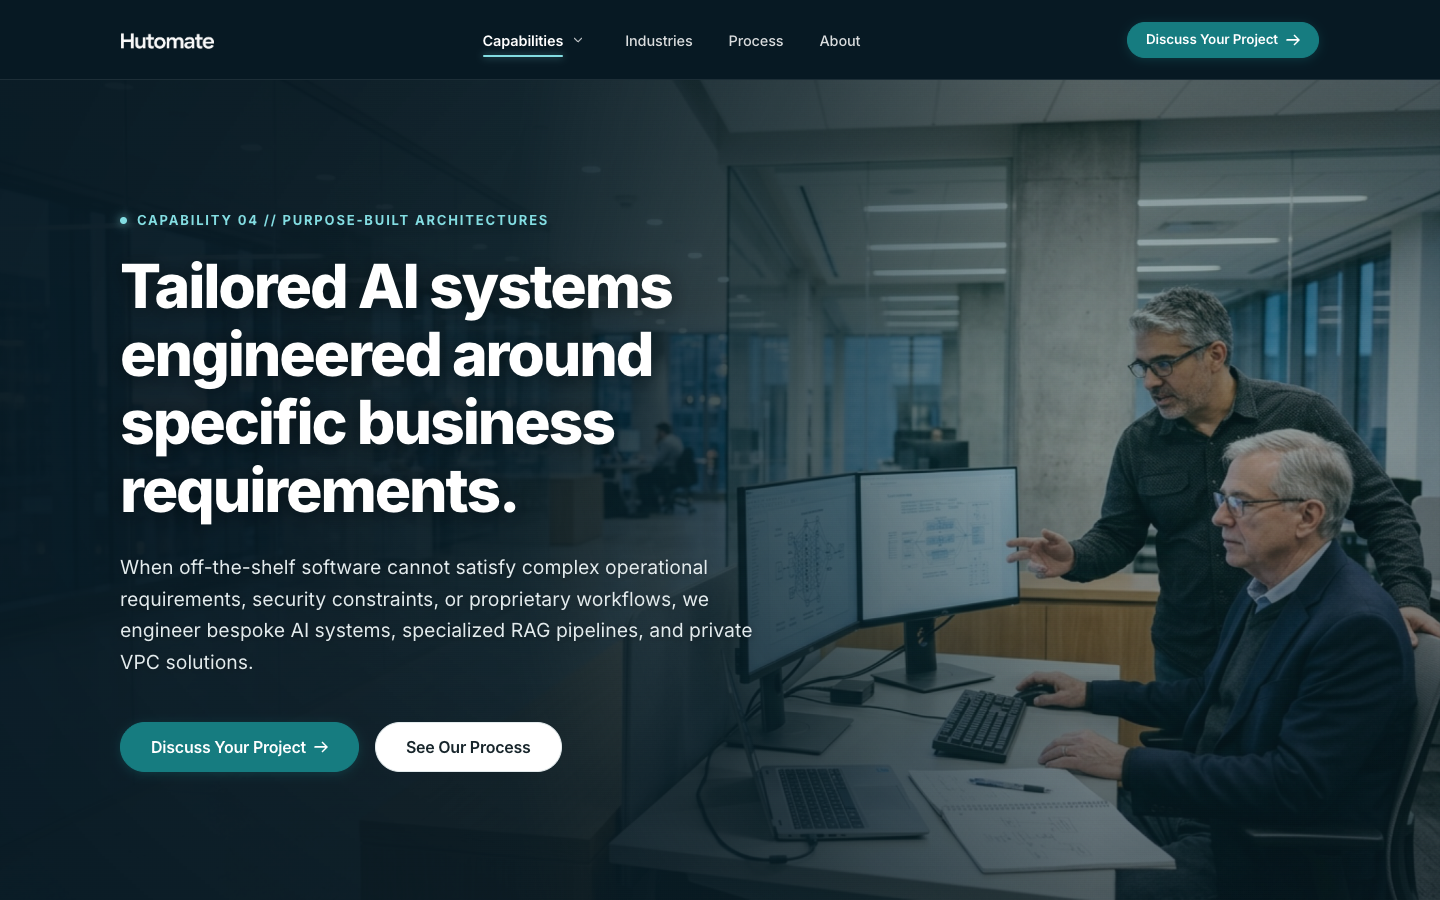 Hutomate
Capabilities
Industries
Process
About
Discuss Your Project →
CAPABILITY 04 // PURPOSE-BUILT ARCHITECTURES
Tailored AI systems
engineered around
specific business
requirements.
When off-the-shelf software cannot satisfy complex operational
requirements, security constraints, or proprietary workflows, we
engineer bespoke AI systems, specialized RAG pipelines, and private
VPC solutions.
Discuss Your Project →
See Our Process